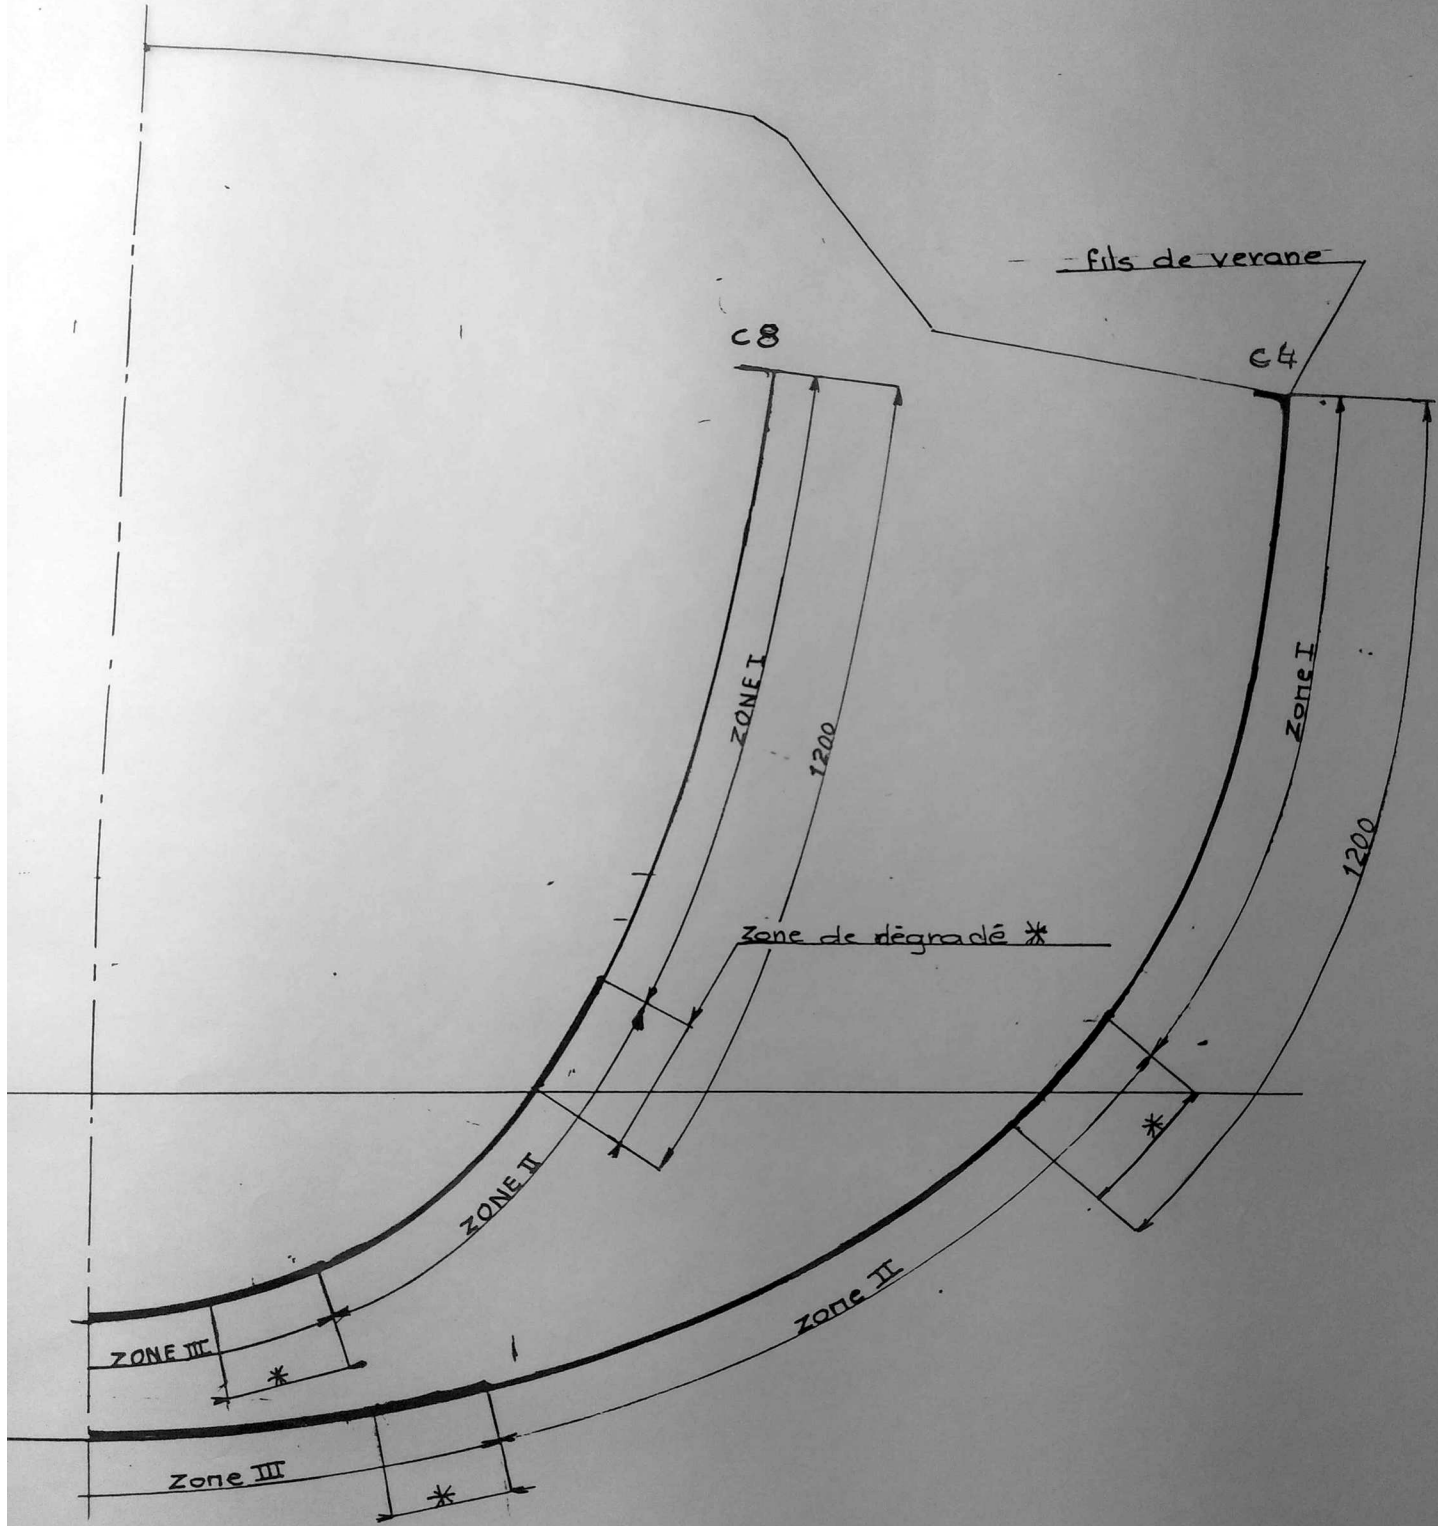 fils de verane
C8
C4
ZONE I
zone I
1200
1200
zone de dégradé *
*
ZONE II
zone II
ZONE III
*
zone III
*